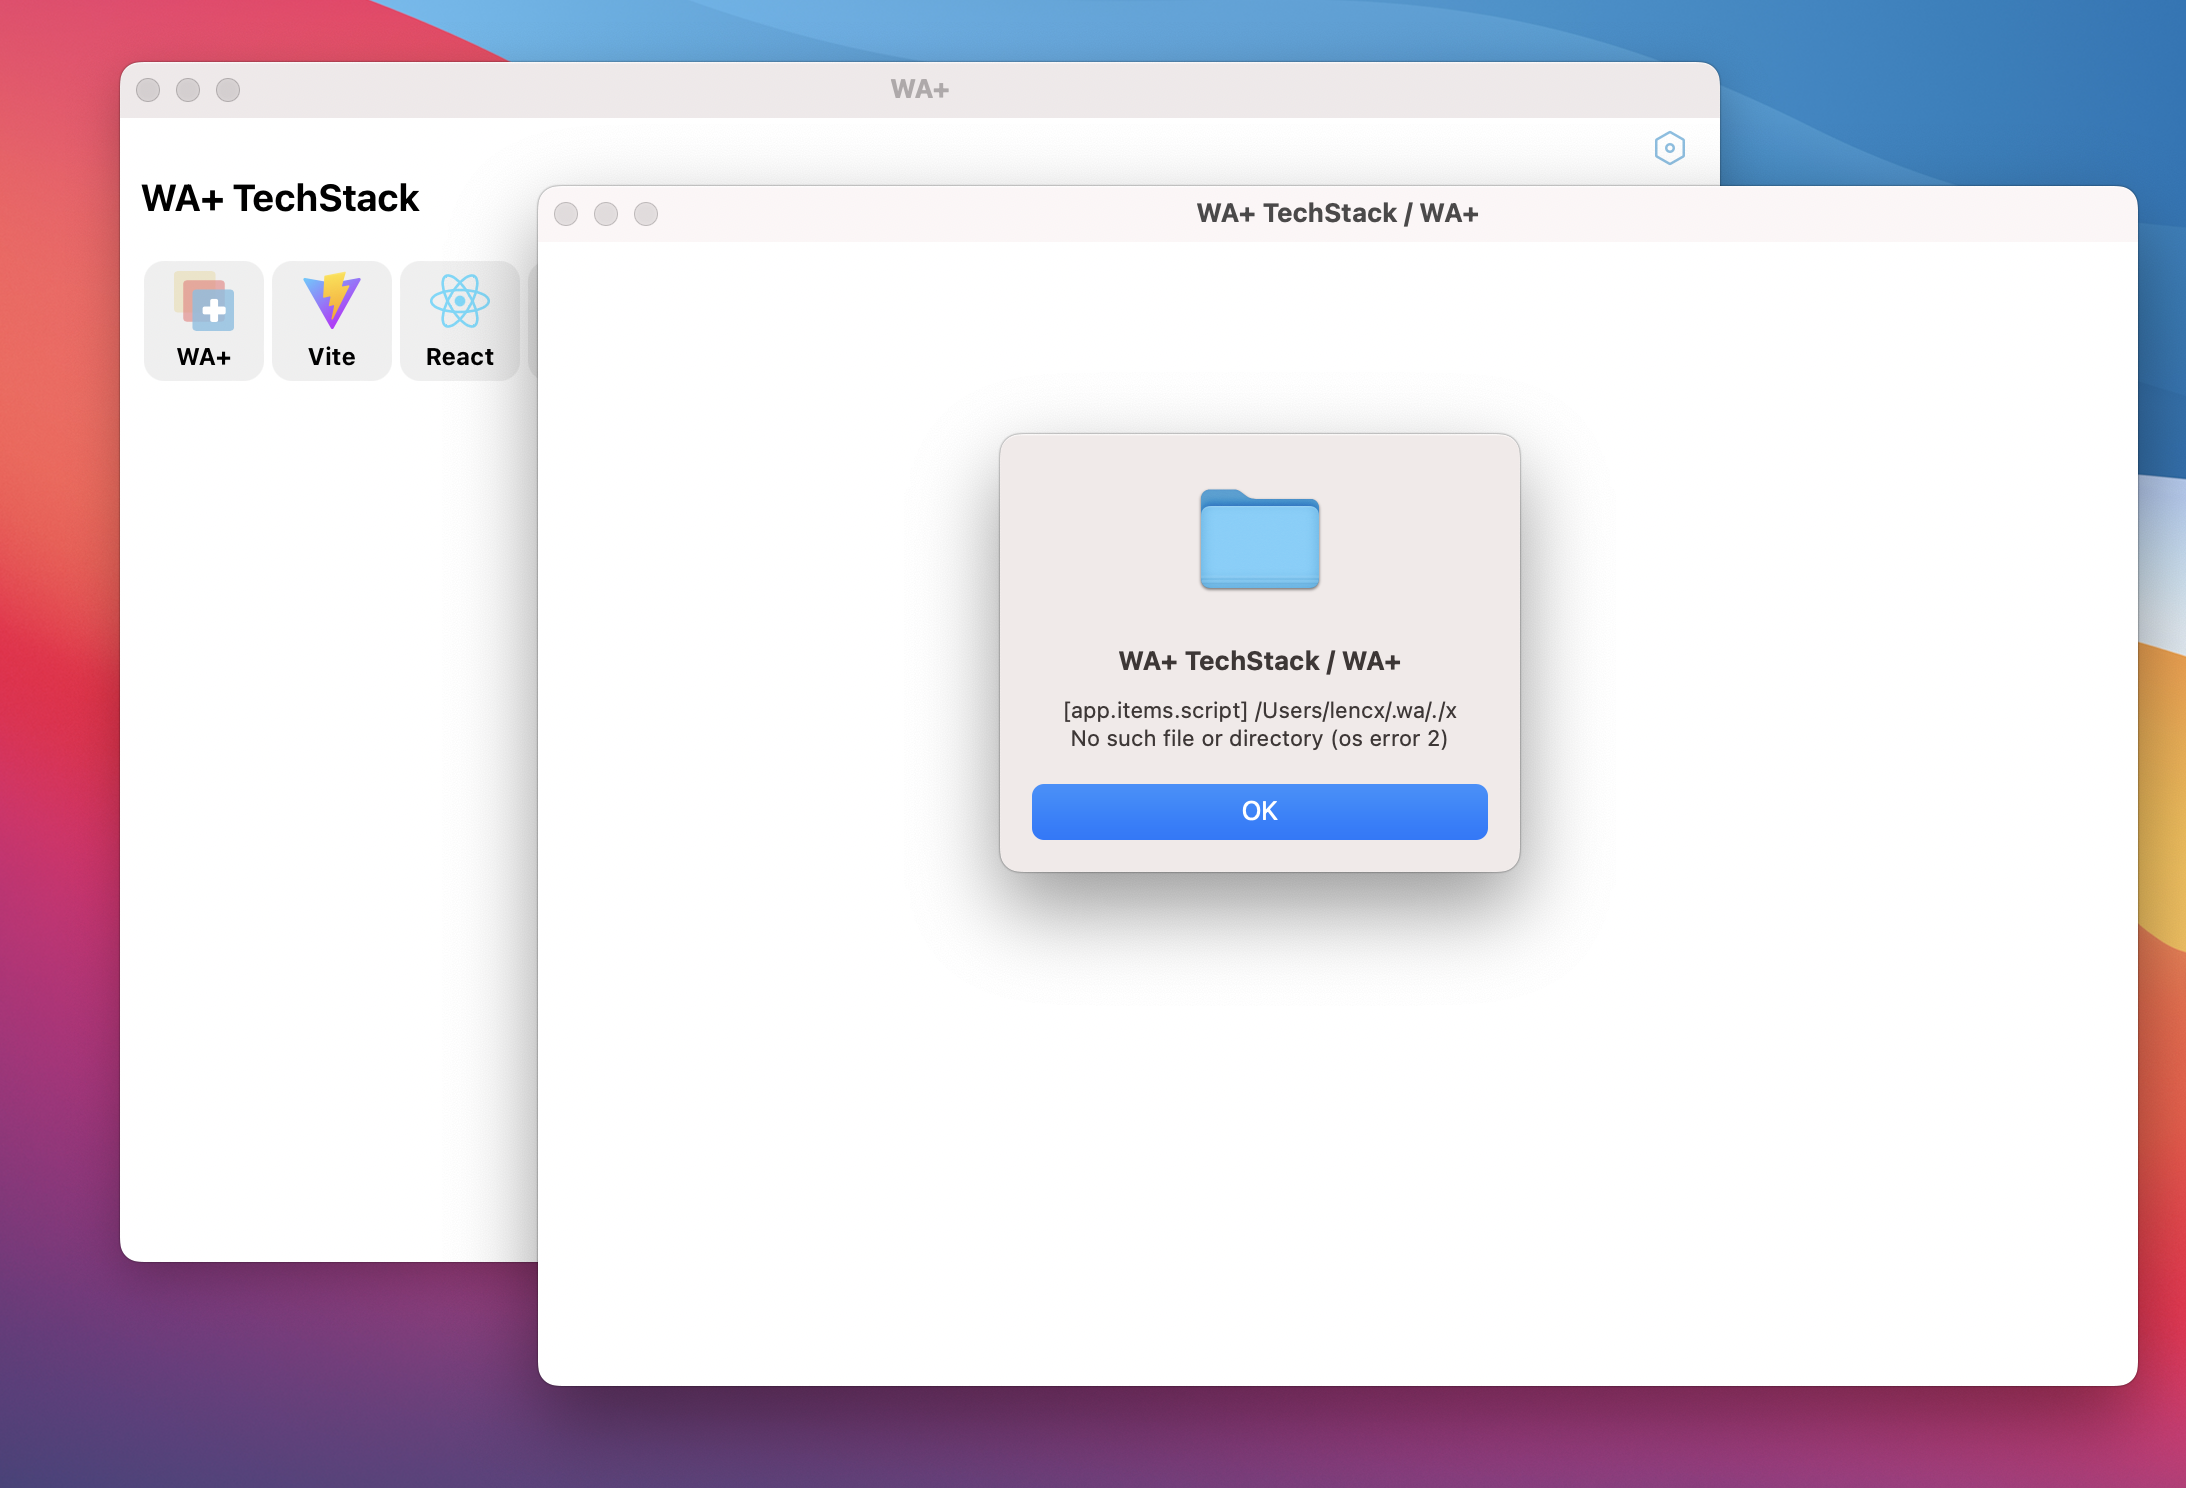 WA+
WA+ TechStack
WA+
Vite
React
WA+ TechStack / WA+
WA+ TechStack / WA+
[app.items.script] /Users/lencx/.wa/./x
No such file or directory (os error 2)
OK